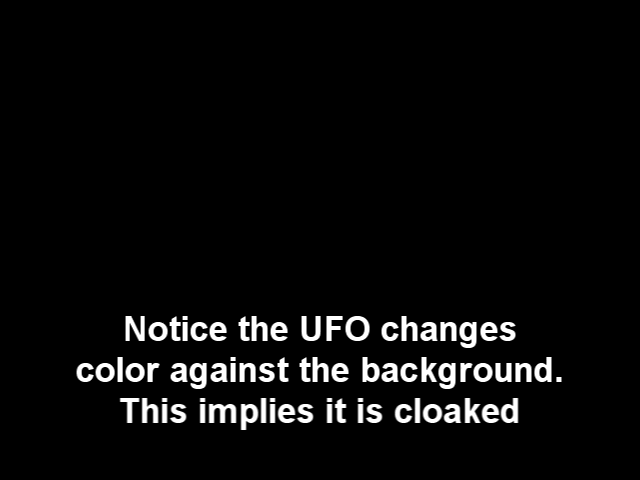 Notice the UFO changes
color against the background.
This implies it is cloaked